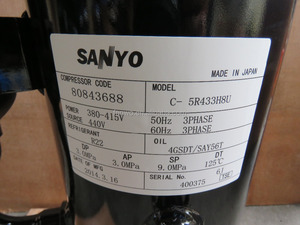 SANYO
MADE IN JAPAN
COMPRESSOR CODE MODEL
80843688 C- 5R433H8U
POWER 380-415V 50Hz 3PHASE
SOURCE 440V 60Hz 3PHASE
REFRIGERANT OIL
R22 4GSDT/SAY56T
DP AP SP DT
3.0MPa 9.0MPa 125℃
DATE OF MFG.
2014.3.16 SERIAL No. 400375